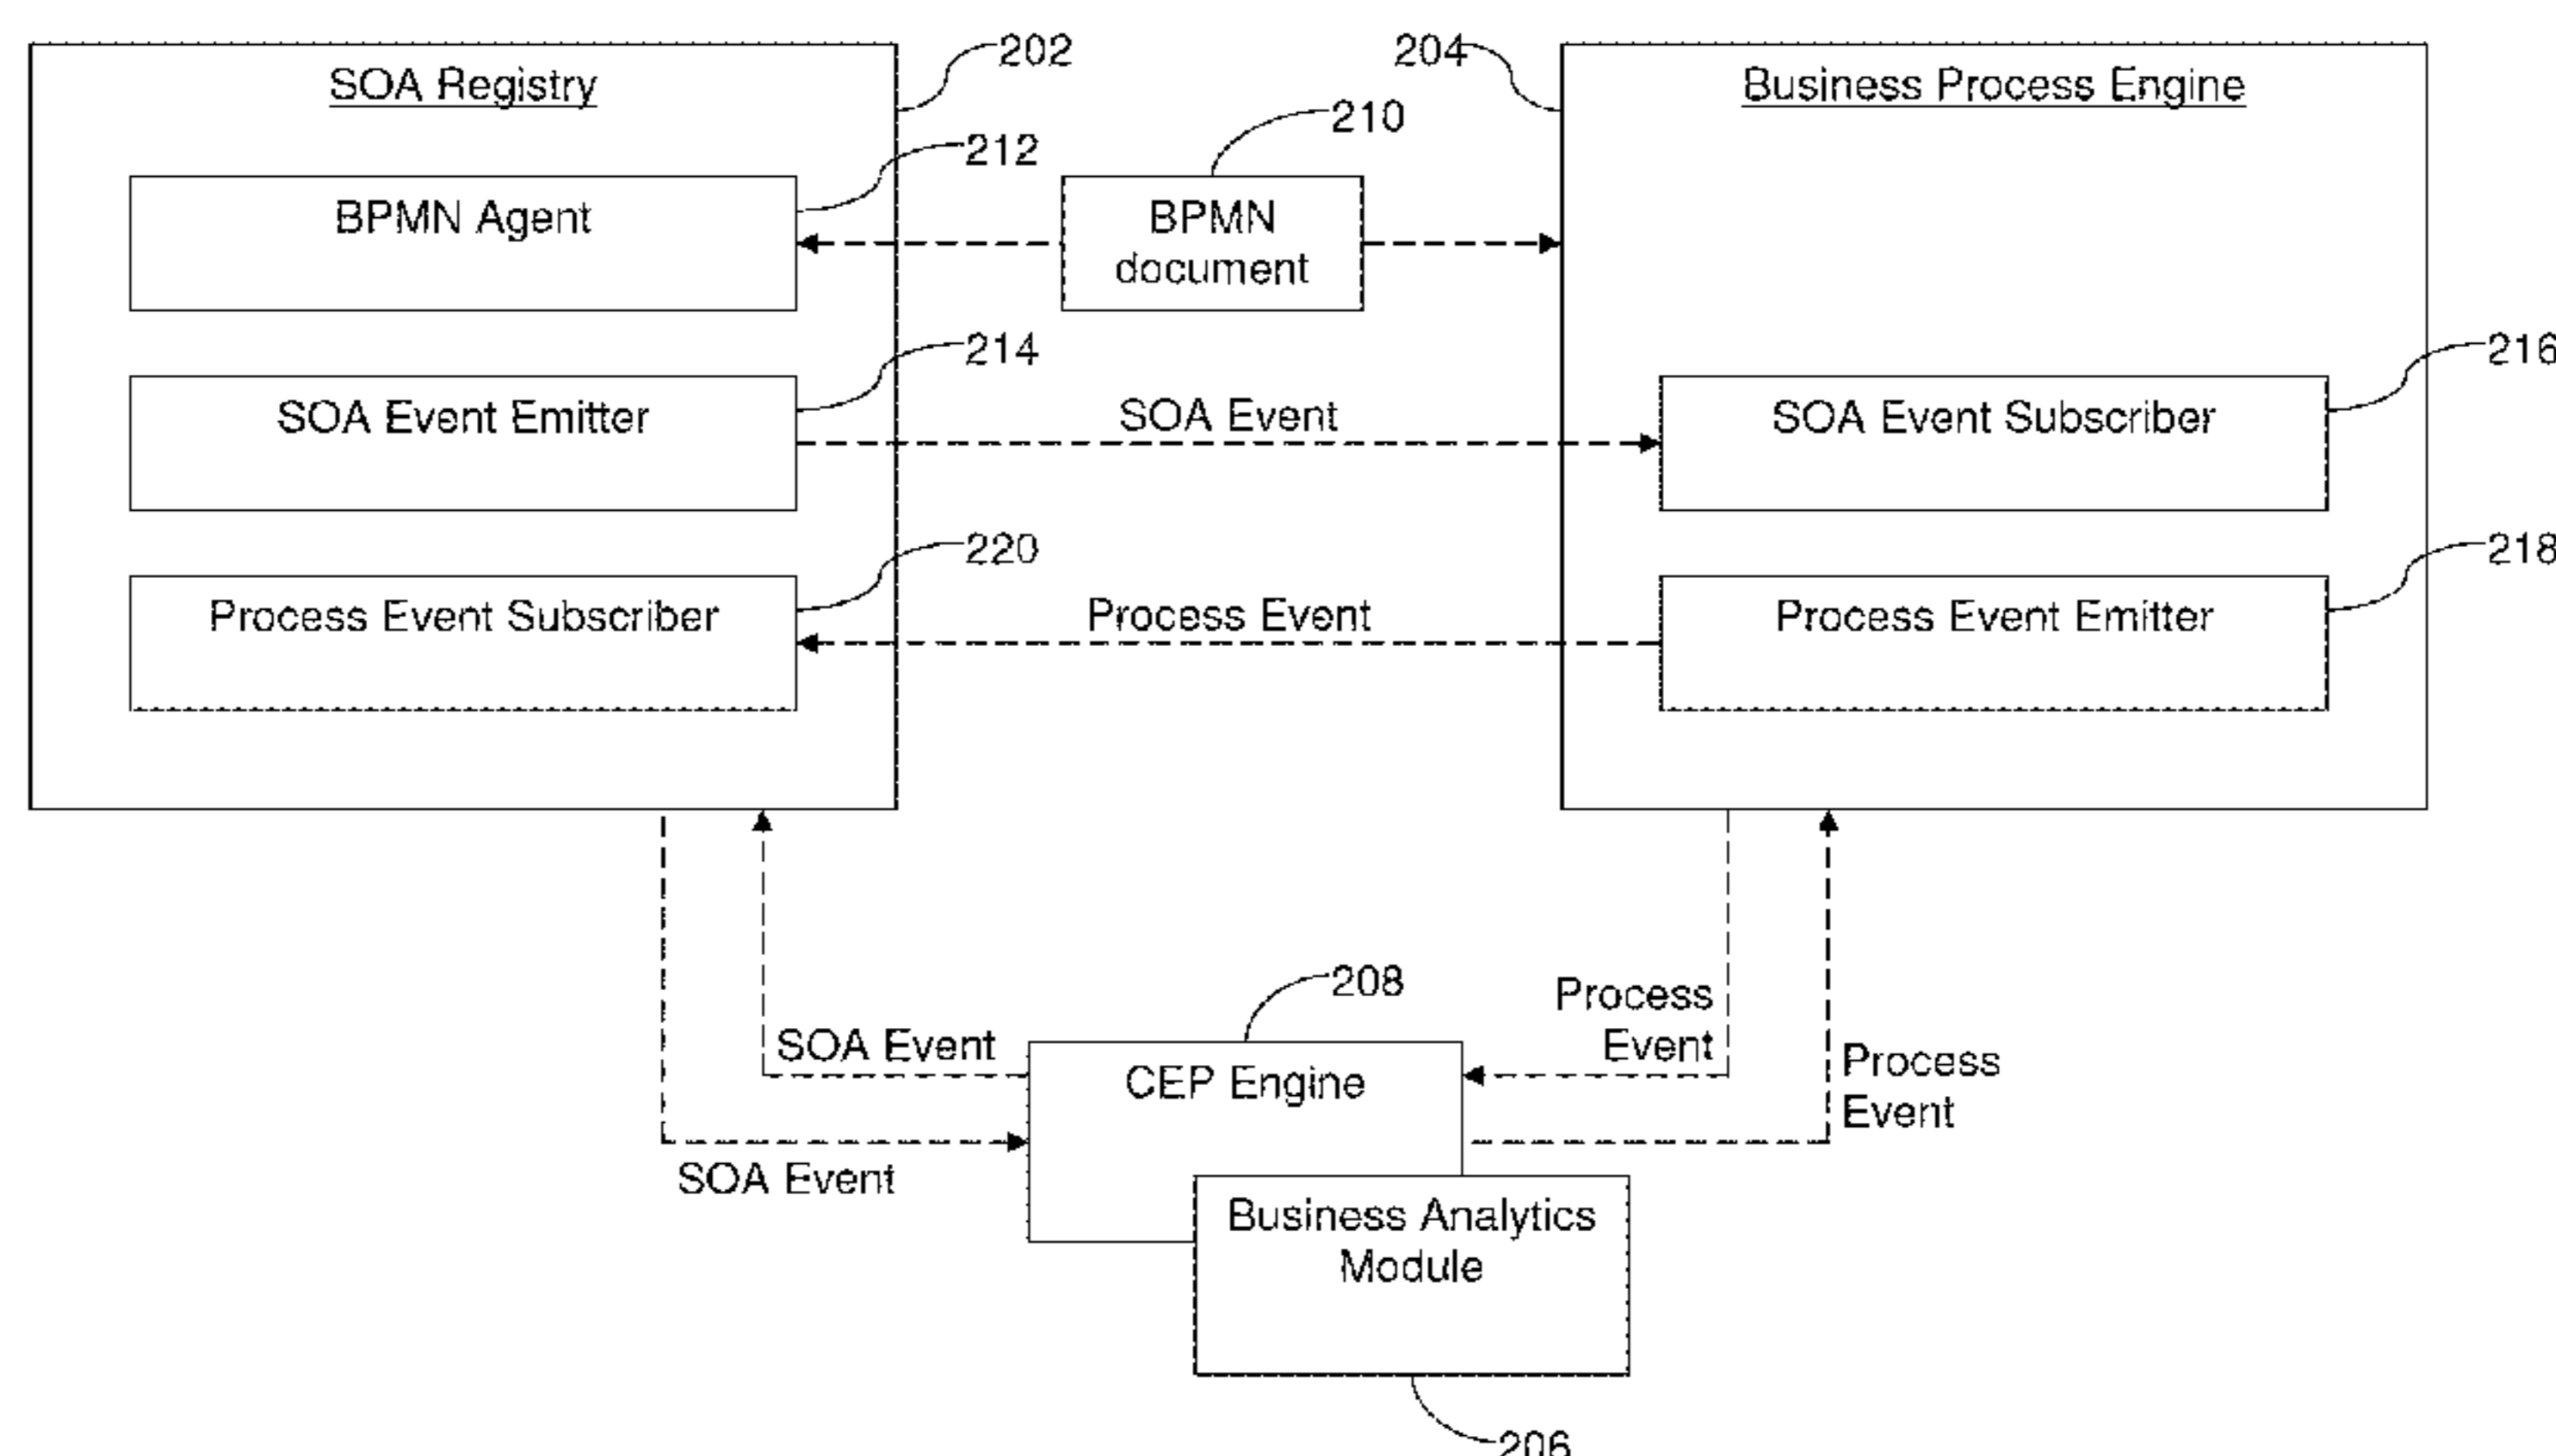 SOA Registry
202
204
Business Process Engine
210
212
BPMN Agent
BPMN
document
214
216
SOA Event Emitter
SOA Event
SOA Event Subscriber
220
218
Process Event Subscriber
Process Event
Process Event Emitter
208
Process
Event
SOA Event
CEP Engine
Process
Event
SOA Event
Business Analytics
Module
206